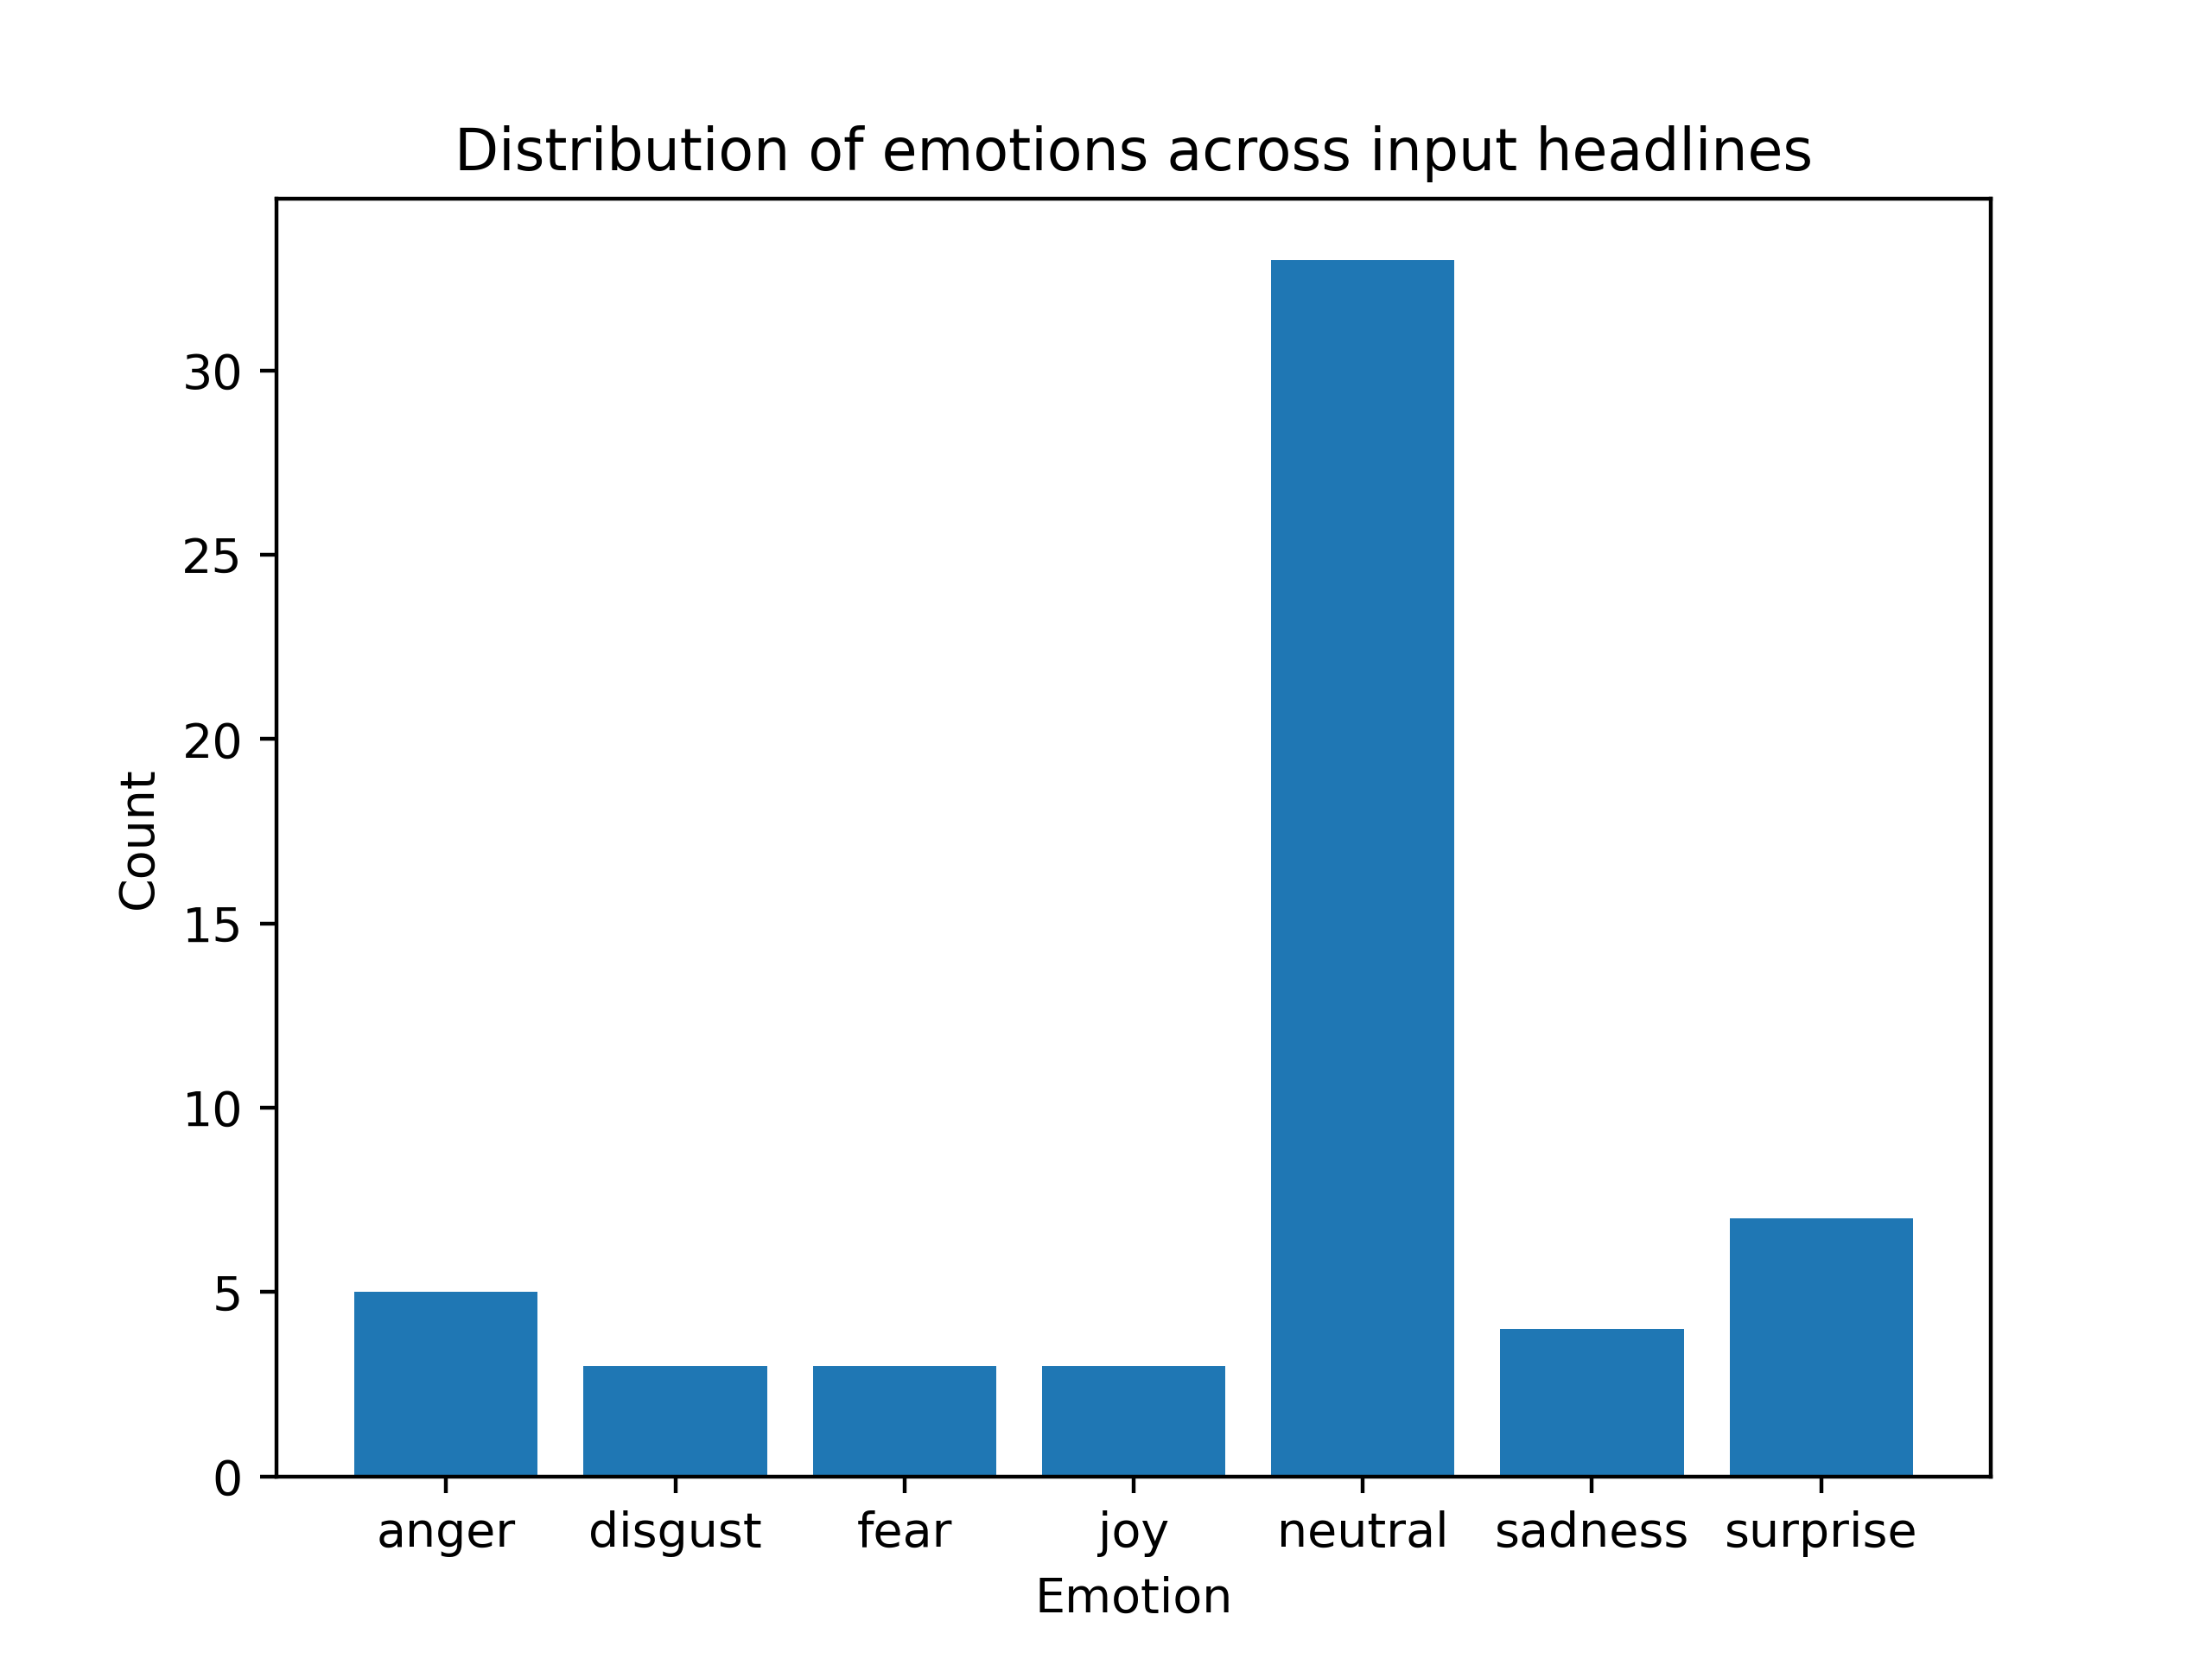 Distribution of emotions across input headlines
30
25
20
15
10
5
0
Count
anger disgust fear joy neutral sadness surprise
Emotion